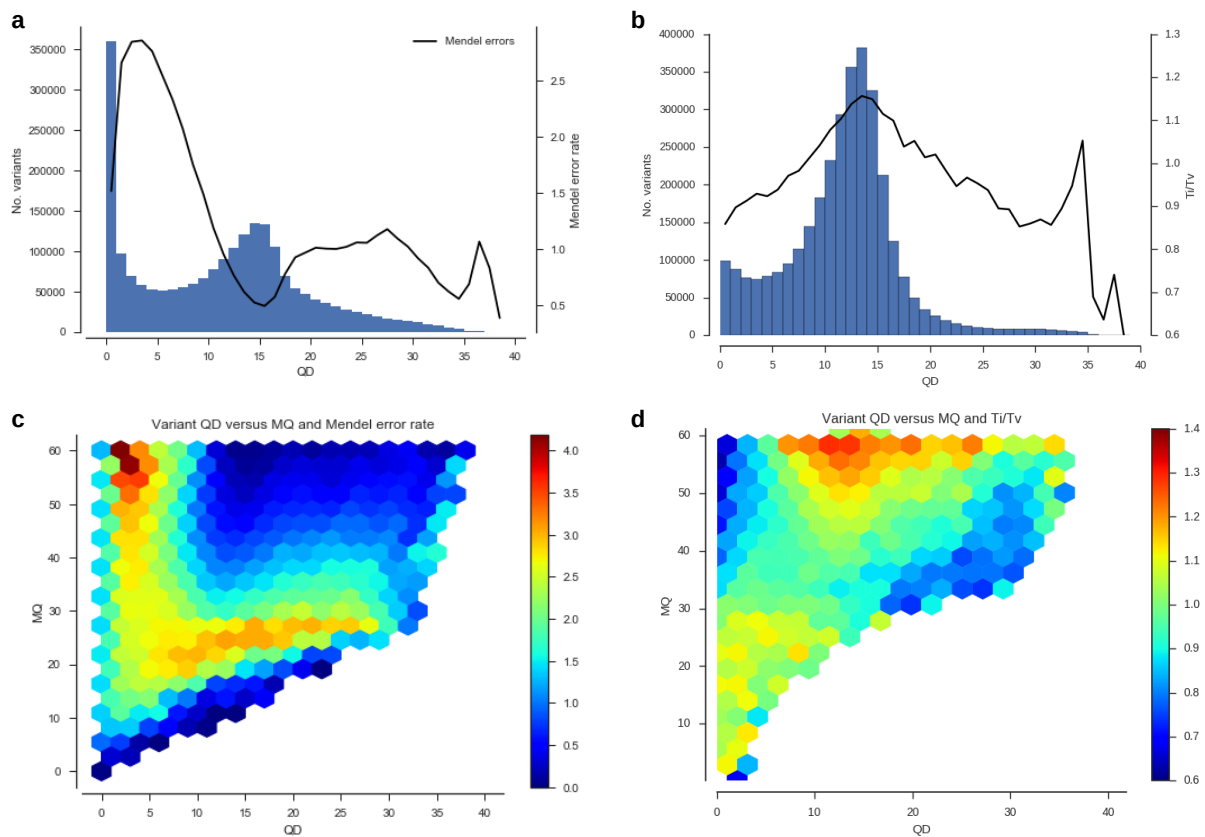 a
350000
300000
250000
200000
150000
100000
50000
0
No. variants
Mendel errors
2.5
2.0
1.5
1.0
0.5
Mendel error rate
0 5 10 15 20 25 30 35 40
QD
b
400000
350000
300000
250000
200000
150000
100000
50000
0
No. variants
1.3
1.2
1.1
1.0
0.9
0.8
0.7
0.6
Ti/Tv
0 5 10 15 20 25 30 35 40
QD
c
Variant QD versus MQ and Mendel error rate
60
50
40
30
20
10
0
MQ
0 5 10 15 20 25 30 35 40
QD
4.0
3.5
3.0
2.5
2.0
1.5
1.0
0.5
0.0
d
Variant QD versus MQ and Ti/Tv
60
50
40
30
20
10
MQ
0 10 20 30 40
QD
1.4
1.3
1.2
1.1
1.0
0.9
0.8
0.7
0.6